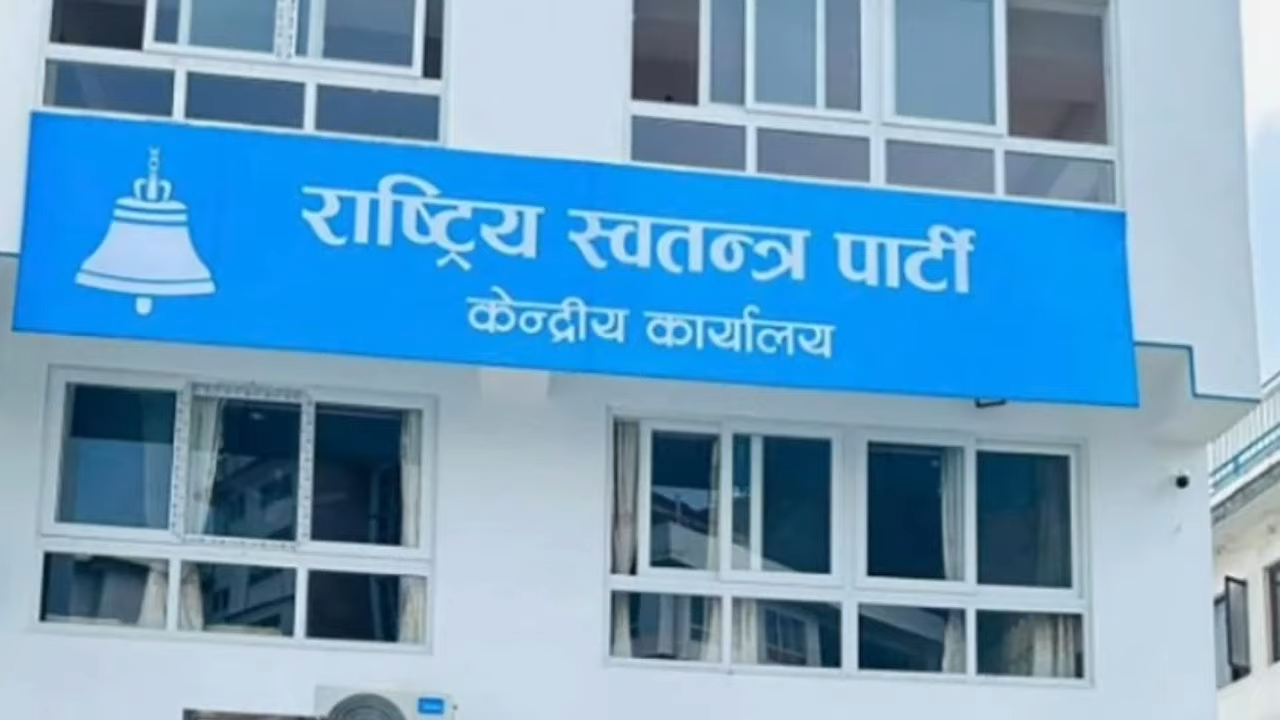 राष्ट्रिय स्वतन्त्र पार्टी
केन्द्रीय कार्यालय